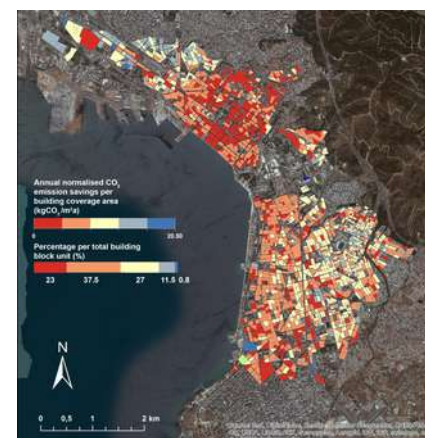 Annual normalised CO₂
emission savings per
building coverage area
(kgCO₂/m²a)
0 20.50
Percentage per total building
block unit (%)
23 37.5 27 11.5 0.8
N
0 0,5 1 2 km